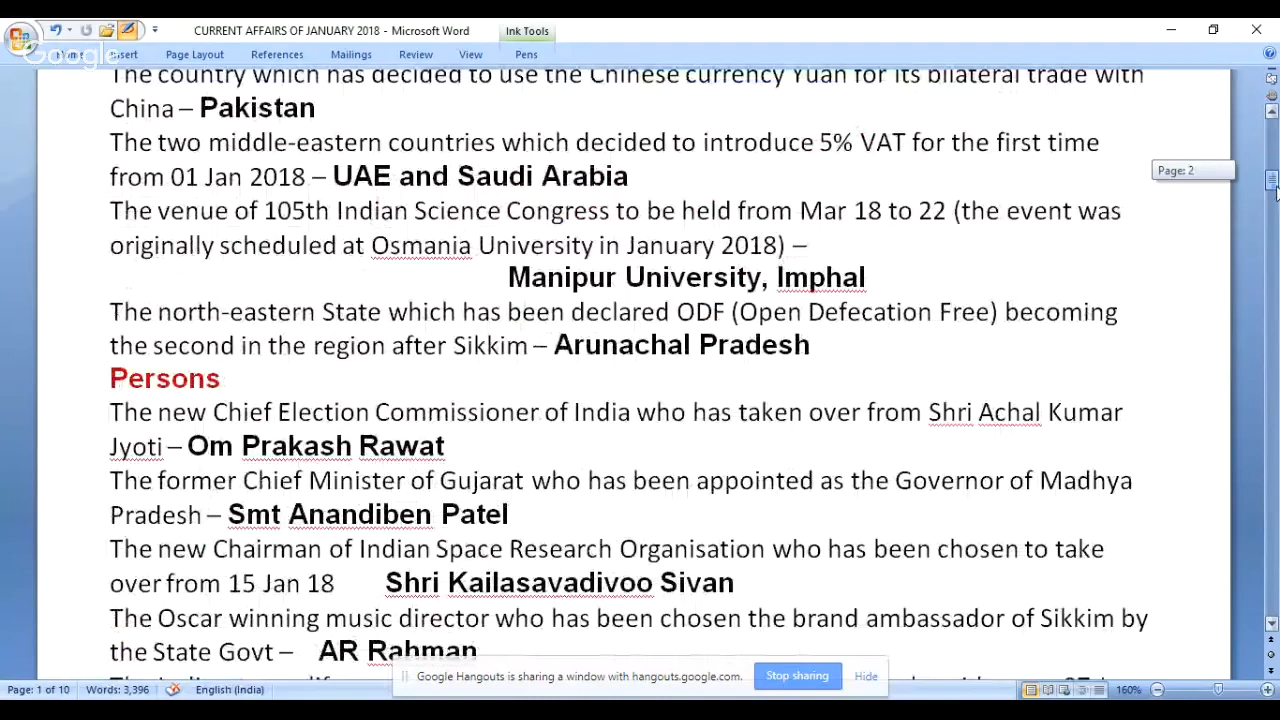 CURRENT AFFAIRS OF JANUARY 2018 - Microsoft Word
Ink Tools
Google
Insert Page Layout References Mailings Review View Pens
The country which has decided to use the Chinese currency Yuan for its bilateral trade with
China – Pakistan
The two middle-eastern countries which decided to introduce 5% VAT for the first time
from 01 Jan 2018 – UAE and Saudi Arabia
Page: 2
The venue of 105th Indian Science Congress to be held from Mar 18 to 22 (the event was
originally scheduled at Osmania University in January 2018) –
Manipur University, Imphal
The north-eastern State which has been declared ODF (Open Defecation Free) becoming
the second in the region after Sikkim – Arunachal Pradesh
Persons
The new Chief Election Commissioner of India who has taken over from Shri Achal Kumar
Jyoti – Om Prakash Rawat
The former Chief Minister of Gujarat who has been appointed as the Governor of Madhya
Pradesh – Smt Anandiben Patel
The new Chairman of Indian Space Research Organisation who has been chosen to take
over from 15 Jan 18 Shri Kailasavadivoo Sivan
The Oscar winning music director who has been chosen the brand ambassador of Sikkim by
the State Govt – AR Rahman
Google Hangouts is sharing a window with hangouts.google.com. Stop sharing Hide
Page: 1 of 10 Words: 3,396 English (India) 160%